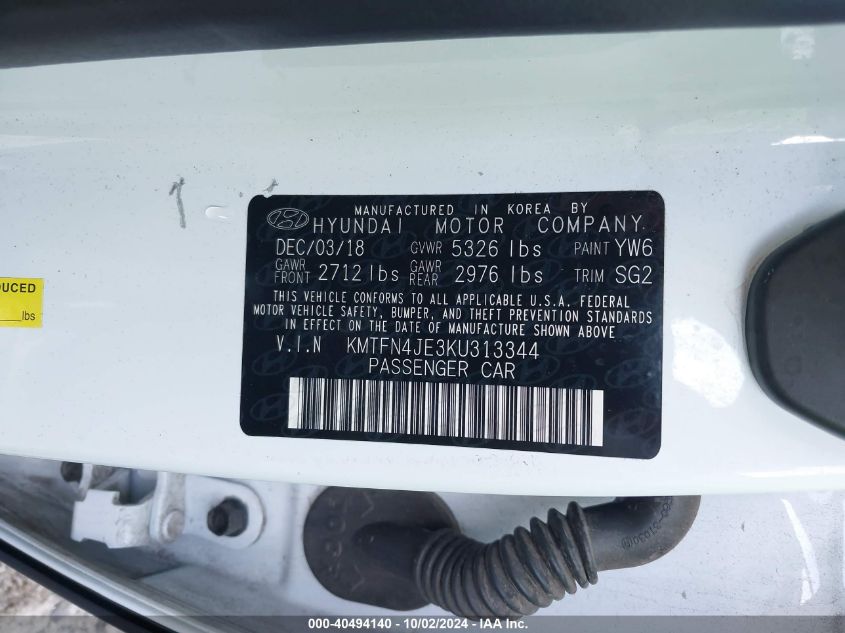 MANUFACTURED IN KOREA BY
HYUNDAI MOTOR COMPANY
DEC/03/18 GVWR 5326 lbs PAINT YW6
GAWR FRONT 2712 lbs GAWR REAR 2976 lbs TRIM SG2
THIS VEHICLE CONFORMS TO ALL APPLICABLE U.S.A. FEDERAL
MOTOR VEHICLE SAFETY, BUMPER, AND THEFT PREVENTION STANDARDS
IN EFFECT ON THE DATE OF MANUFACTURE SHOWN ABOVE
V.I.N KMTFN4JE3KU313344
PASSENGER CAR
DUCED
lbs
000-40494140 - 10/02/2024 - IAA Inc.